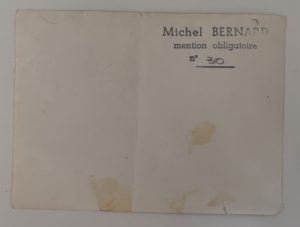 Michel BERNARD
mention obligatoire
n° 30